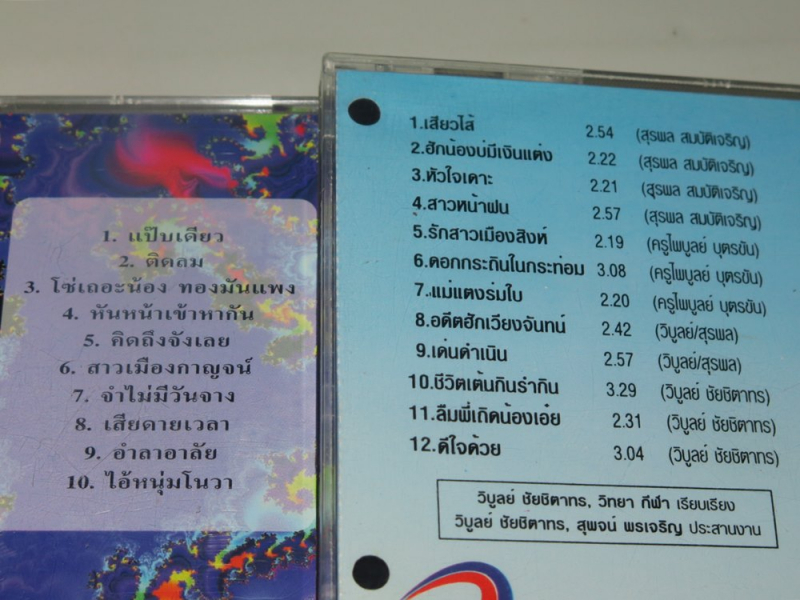 1. แป๊บเดียว
2. ติดลม
3. โซ่เถอะน้อง ทองมันแพง
4. หันหน้าเข้าหากัน
5. คิดถึงจังเลย
6. สาวเมืองกาญจน์
7. จำไม่มีวันจาง
8. เสียดายเวลา
9. อำลาอาลัย
10. ไอ้หนุ่มโนวา
1.เสียวไส้ 2.54 (สุรพล สมบัติเจริญ)
2.ฮักน้องบ่มีเงินแต่ง 2.22 (สุรพล สมบัติเจริญ)
3.หัวใจเดาะ 2.21 (สุรพล สมบัติเจริญ)
4.สาวหน้าฝน 2.57 (สุรพล สมบัติเจริญ)
5.รักสาวเมืองสิงห์ 2.19 (ครูไพบูลย์ บุตรขัน)
6.ดอกกระถินในกระท่อม 3.08 (ครูไพบูลย์ บุตรขัน)
7.แม่แตงร่มใบ 2.20 (ครูไพบูลย์ บุตรขัน)
8.อดีตฮักเวียงจันทน์ 2.42 (วิบูลย์/สุรพล)
9.เด่นดำเนิน 2.57 (วิบูลย์/สุรพล)
10.ชีวิตเต้นกินรำกิน 3.29 (วิบูลย์ ชัยชิตาทร)
11.ลืมพี่เถิดน้องเอ๋ย 2.31 (วิบูลย์ ชัยชิตาทร)
12.ดีใจด้วย 3.04 (วิบูลย์ ชัยชิตาทร)
วิบูลย์ ชัยชิตาทร, วิทยา กีฬา เรียบเรียง
วิบูลย์ ชัยชิตาทร, สุพจน์ พรเจริญ ประสานงาน